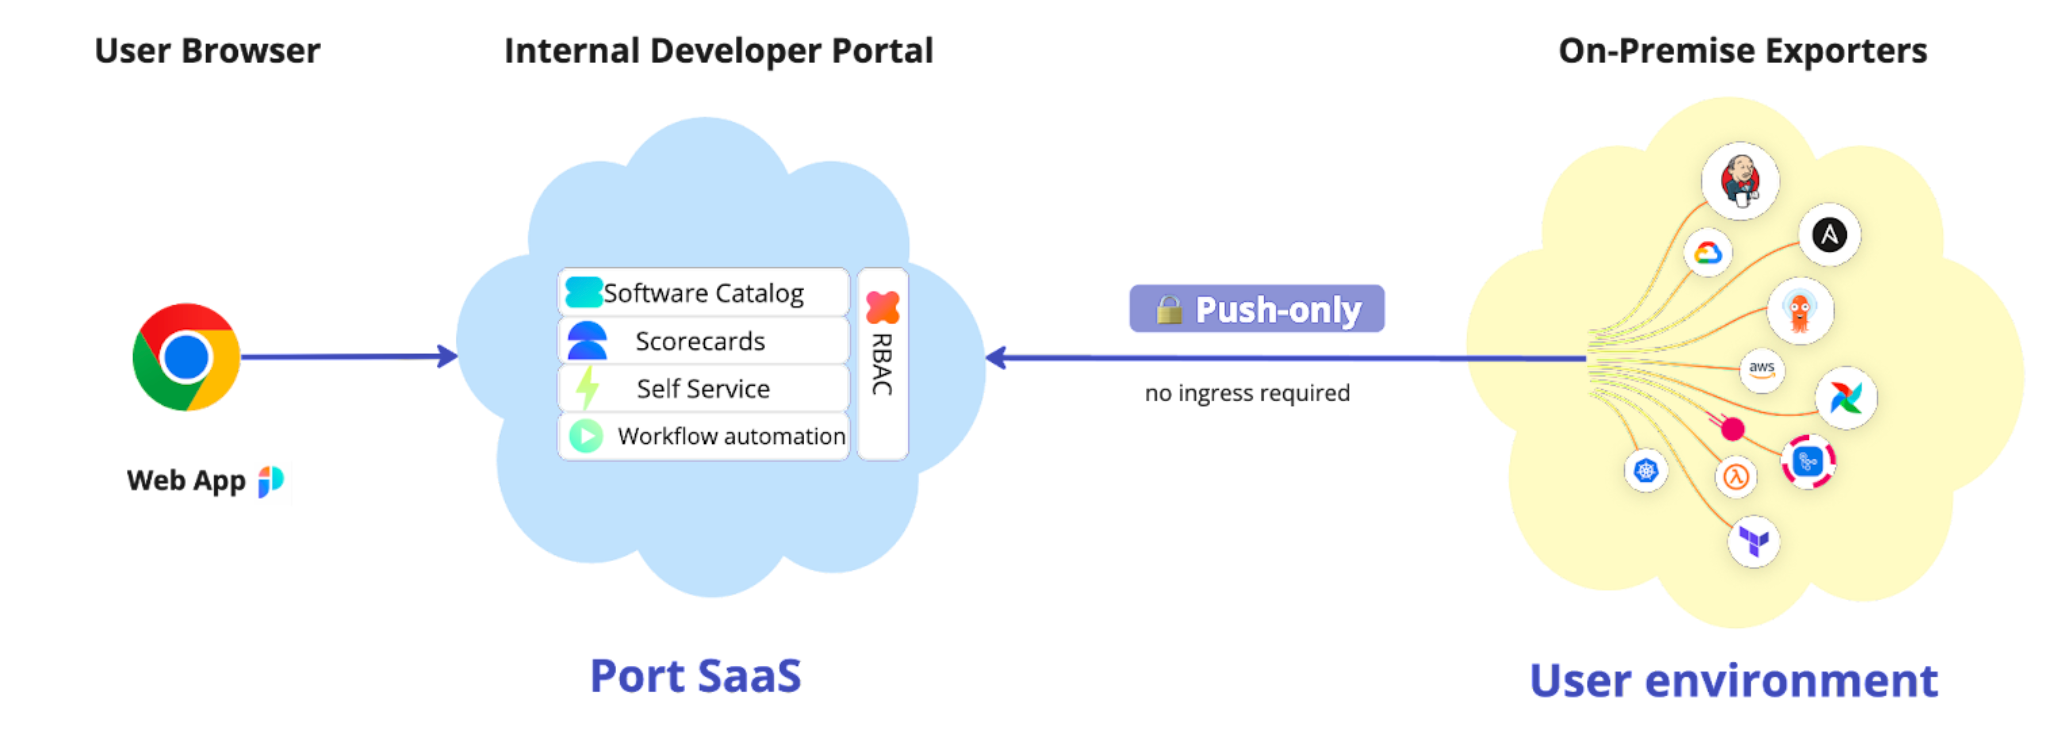 User Browser
Internal Developer Portal
On-Premise Exporters
Software Catalog
Scorecards
Self Service
Workflow automation
RBAC
Push-only
no ingress required
aws
Web App
Port SaaS
User environment